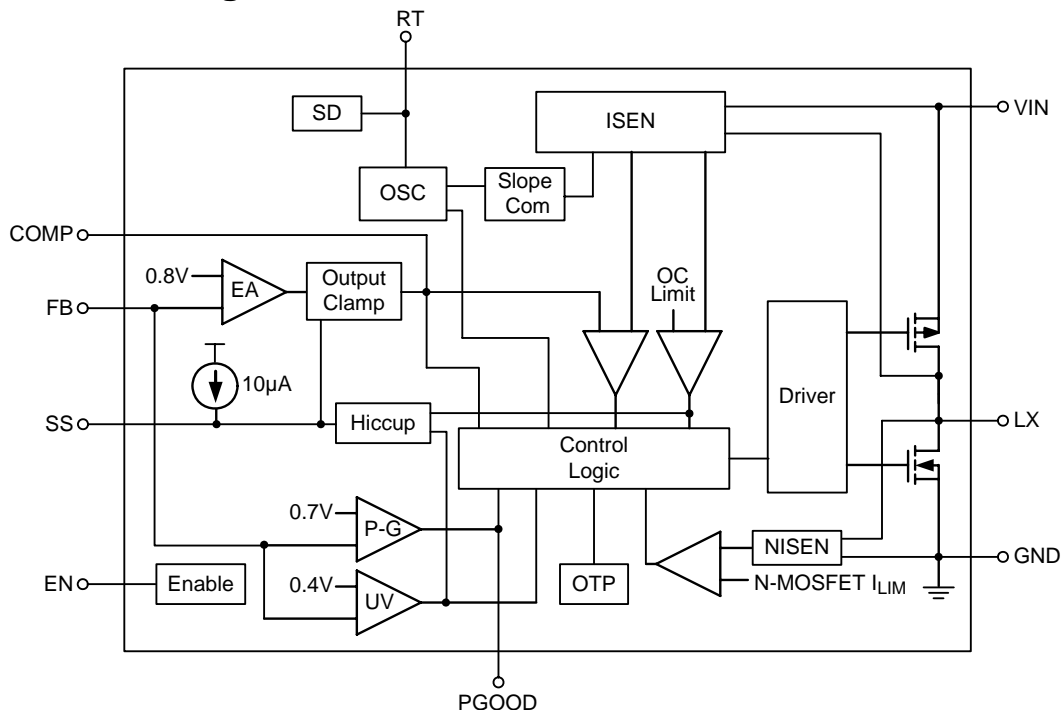 RT
SD
ISEN
VIN
OSC
Slope
Com
COMP
0.8V
EA
Output
Clamp
OC
Limit
FB
10µA
Driver
SS
Hiccup
LX
Control
Logic
0.7V
P-G
NISEN
GND
EN
Enable
0.4V
UV
OTP
N-MOSFET ILIM
PGOOD